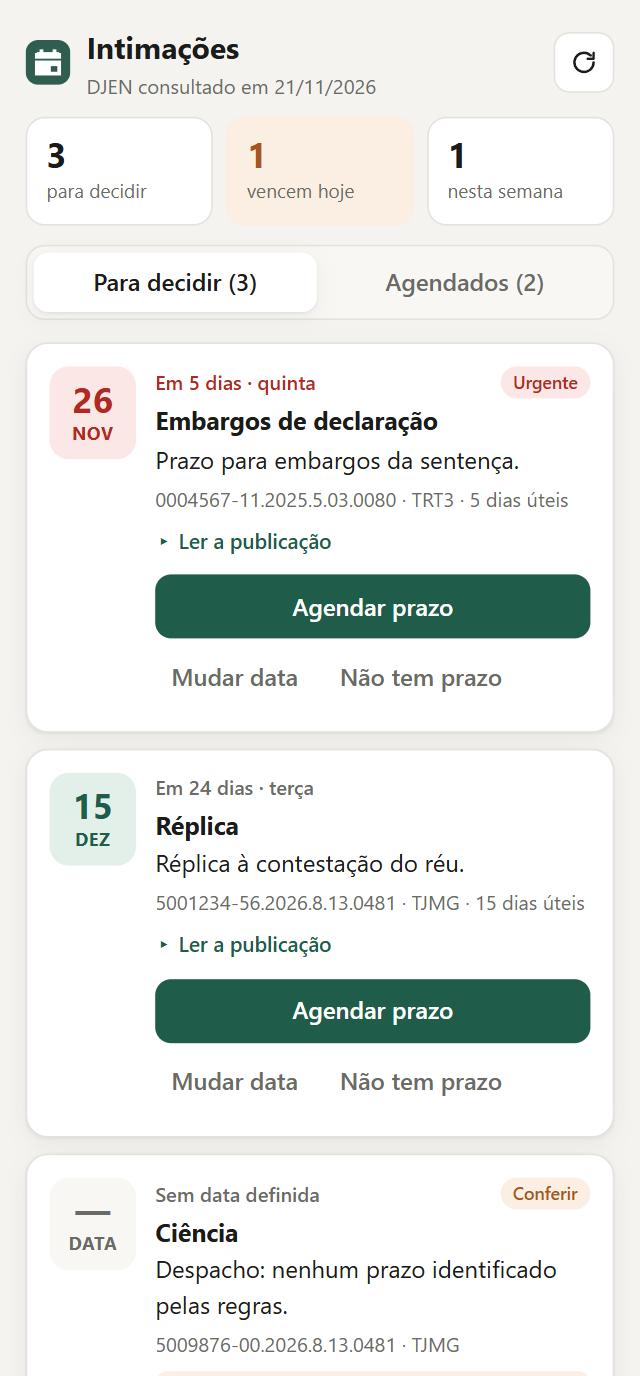 Intimações
DJEN consultado em 21/11/2026
3
para decidir
1
vencem hoje
1
nesta semana
Para decidir (3)
Agendados (2)
26
NOV
Em 5 dias · quinta
Urgente
Embargos de declaração
Prazo para embargos da sentença.
0004567-11.2025.5.03.0080 · TRT3 · 5 dias úteis
‣ Ler a publicação
Agendar prazo
Mudar data
Não tem prazo
15
DEZ
Em 24 dias · terça
Réplica
Réplica à contestação do réu.
5001234-56.2026.8.13.0481 · TJMG · 15 dias úteis
‣ Ler a publicação
Agendar prazo
Mudar data
Não tem prazo
—
DATA
Sem data definida
Conferir
Ciência
Despacho: nenhum prazo identificado
pelas regras.
5009876-00.2026.8.13.0481 · TJMG